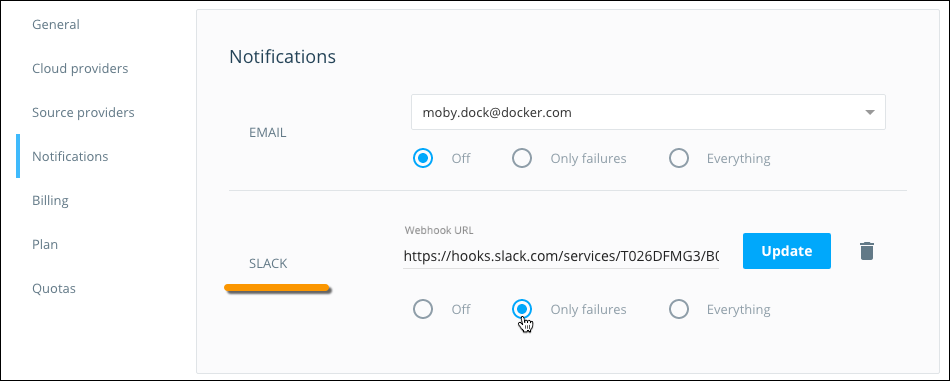 General
Cloud providers
Source providers
Notifications
Billing
Plan
Quotas
Notifications
EMAIL
moby.dock@docker.com
Off Only failures Everything
SLACK
Webhook URL
https://hooks.slack.com/services/T026DFMG3/B0
Update
Off Only failures Everything